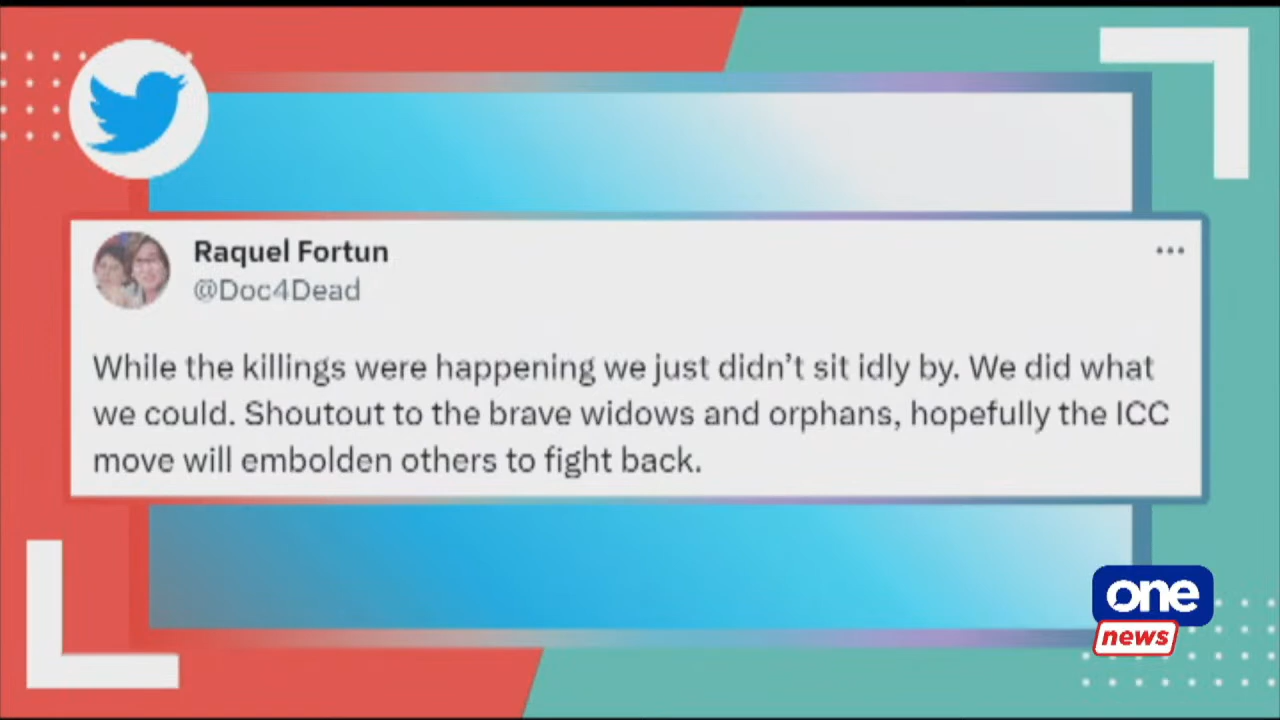 Raquel Fortun
@Doc4Dead
While the killings were happening we just didn’t sit idly by. We did what
we could. Shoutout to the brave widows and orphans, hopefully the ICC
move will embolden others to fight back.
one
news